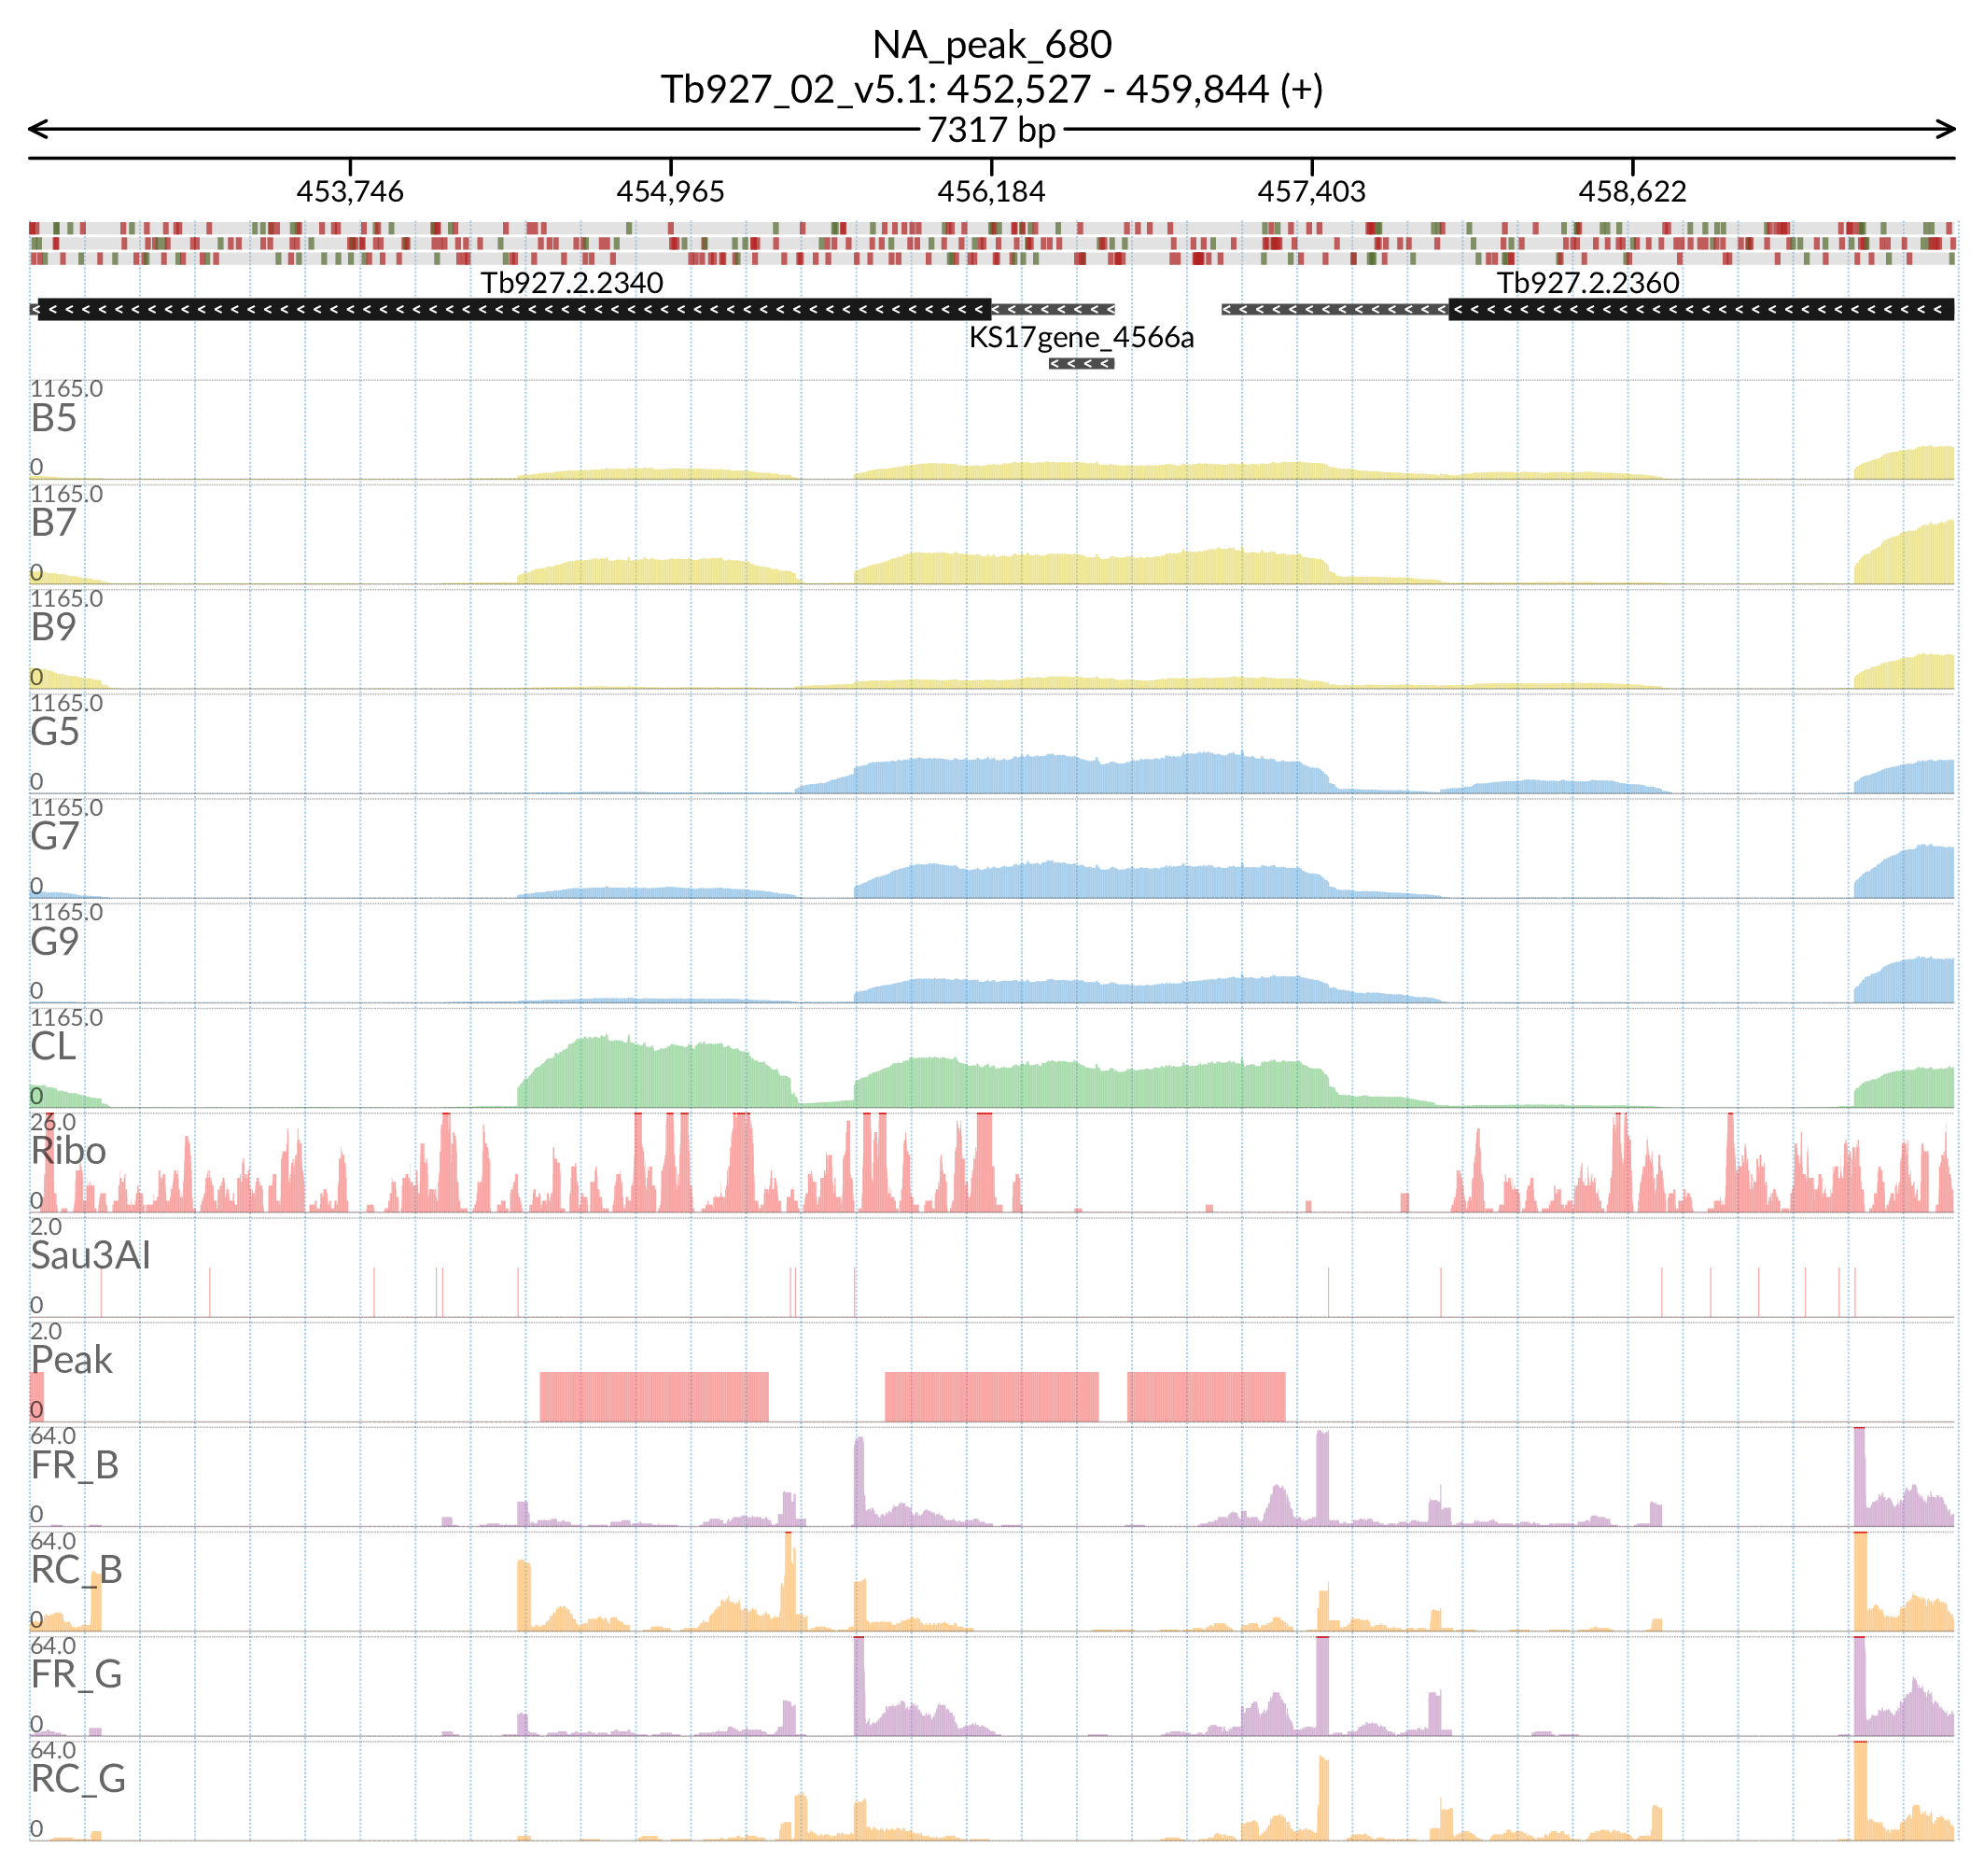 NA_peak_680
Tb927_02_v5.1: 452,527 - 459,844 (+)
7317 bp
453,746 454,965 456,184 457,403 458,622
Tb927.2.2340 Tb927.2.2360
KS17gene_4566a
1165.0
B5
0
1165.0
B7
0
1165.0
B9
0
1165.0
G5
0
1165.0
G7
0
1165.0
G9
0
1165.0
CL
0
26.0
Ribo
0
2.0
Sau3AI
0
2.0
Peak
0
64.0
FR_B
0
64.0
RC_B
0
64.0
FR_G
0
64.0
RC_G
0